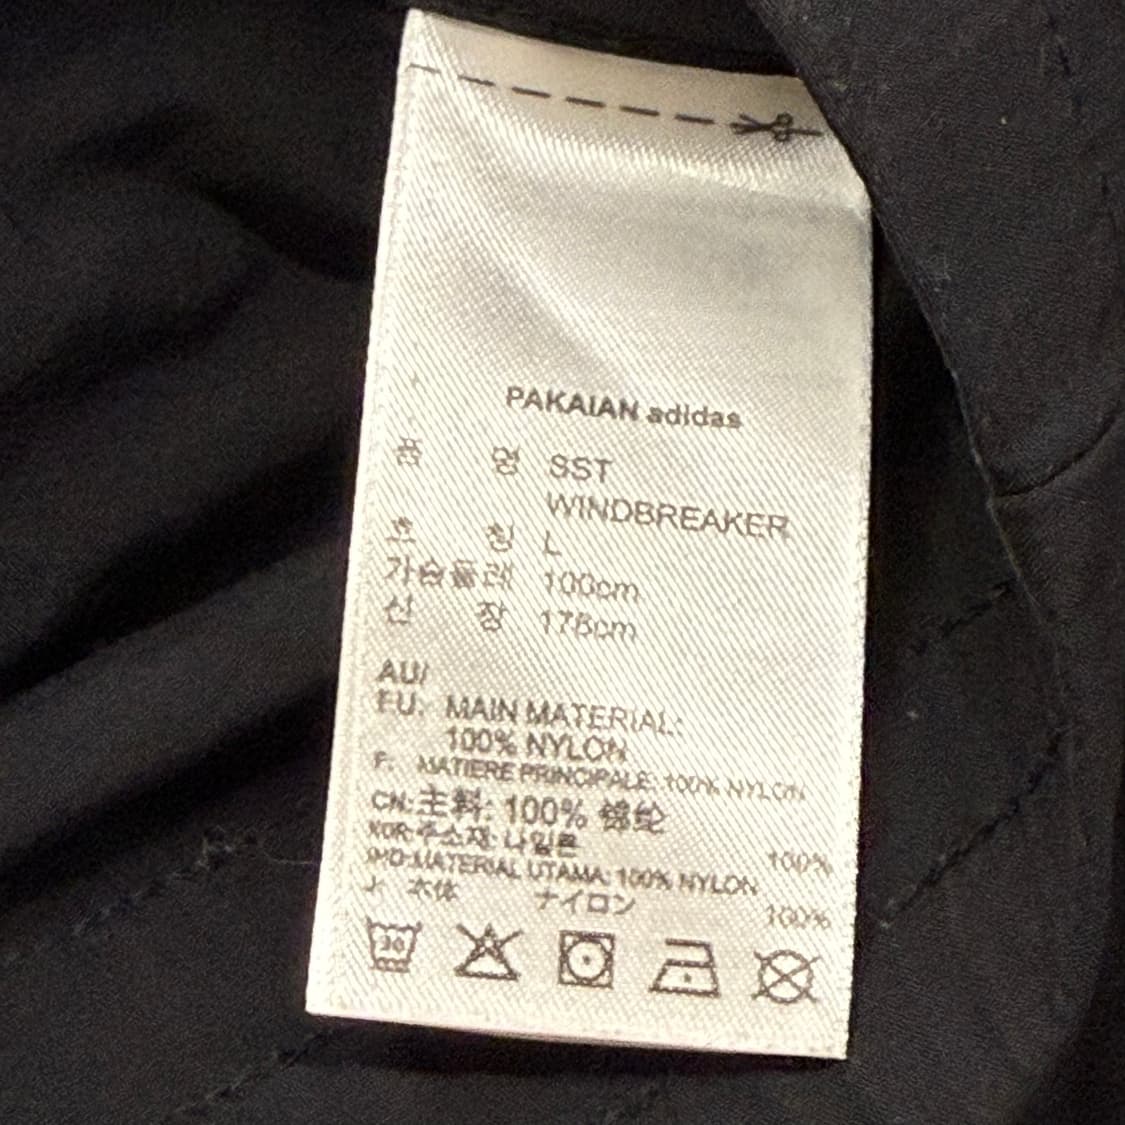 PAKAIAN adidas
품 명 SST
WINDBREAKER
호 칭 L
가슴둘레 100cm
신 장 178cm
AU/
EU: MAIN MATERIAL:
100% NYLON
F: MATIERE PRINCIPALE: 100% NYLON
CN:主料: 100% 锦纶
KOR:주소재: 나일론 100%
IND:MATERIAL UTAMA: 100% NYLON
本体 ナイロン 100%
30